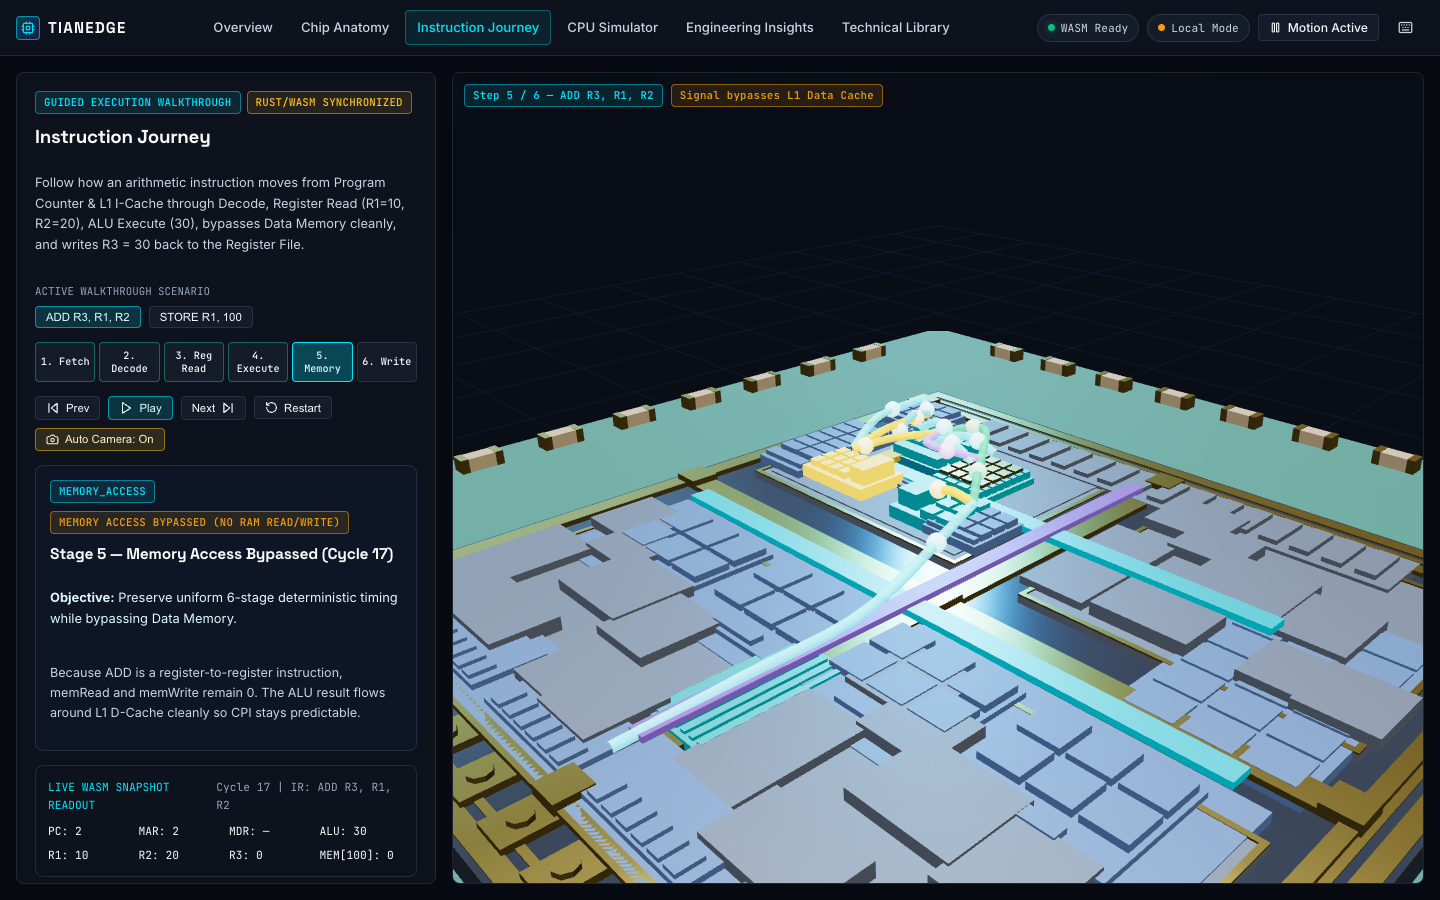 TIANEDGE
Overview
Chip Anatomy
Instruction Journey
CPU Simulator
Engineering Insights
Technical Library
WASM Ready
Local Mode
Motion Active
GUIDED EXECUTION WALKTHROUGH
RUST/WASM SYNCHRONIZED
Instruction Journey
Follow how an arithmetic instruction moves from Program
Counter & L1 I-Cache through Decode, Register Read (R1=10,
R2=20), ALU Execute (30), bypasses Data Memory cleanly,
and writes R3 = 30 back to the Register File.
ACTIVE WALKTHROUGH SCENARIO
ADD R3, R1, R2
STORE R1, 100
1. Fetch
2.
Decode
3. Reg
Read
4.
Execute
5.
Memory
6. Write
Prev
Play
Next
Restart
Auto Camera: On
MEMORY_ACCESS
MEMORY ACCESS BYPASSED (NO RAM READ/WRITE)
Stage 5 — Memory Access Bypassed (Cycle 17)
Objective: Preserve uniform 6-stage deterministic timing
while bypassing Data Memory.
Because ADD is a register-to-register instruction,
memRead and memWrite remain 0. The ALU result flows
around L1 D-Cache cleanly so CPI stays predictable.
LIVE WASM SNAPSHOT
READOUT
Cycle 17 | IR: ADD R3, R1,
R2
PC: 2
MAR: 2
MDR: —
ALU: 30
R1: 10
R2: 20
R3: 0
MEM[100]: 0
Step 5 / 6 — ADD R3, R1, R2
Signal bypasses L1 Data Cache